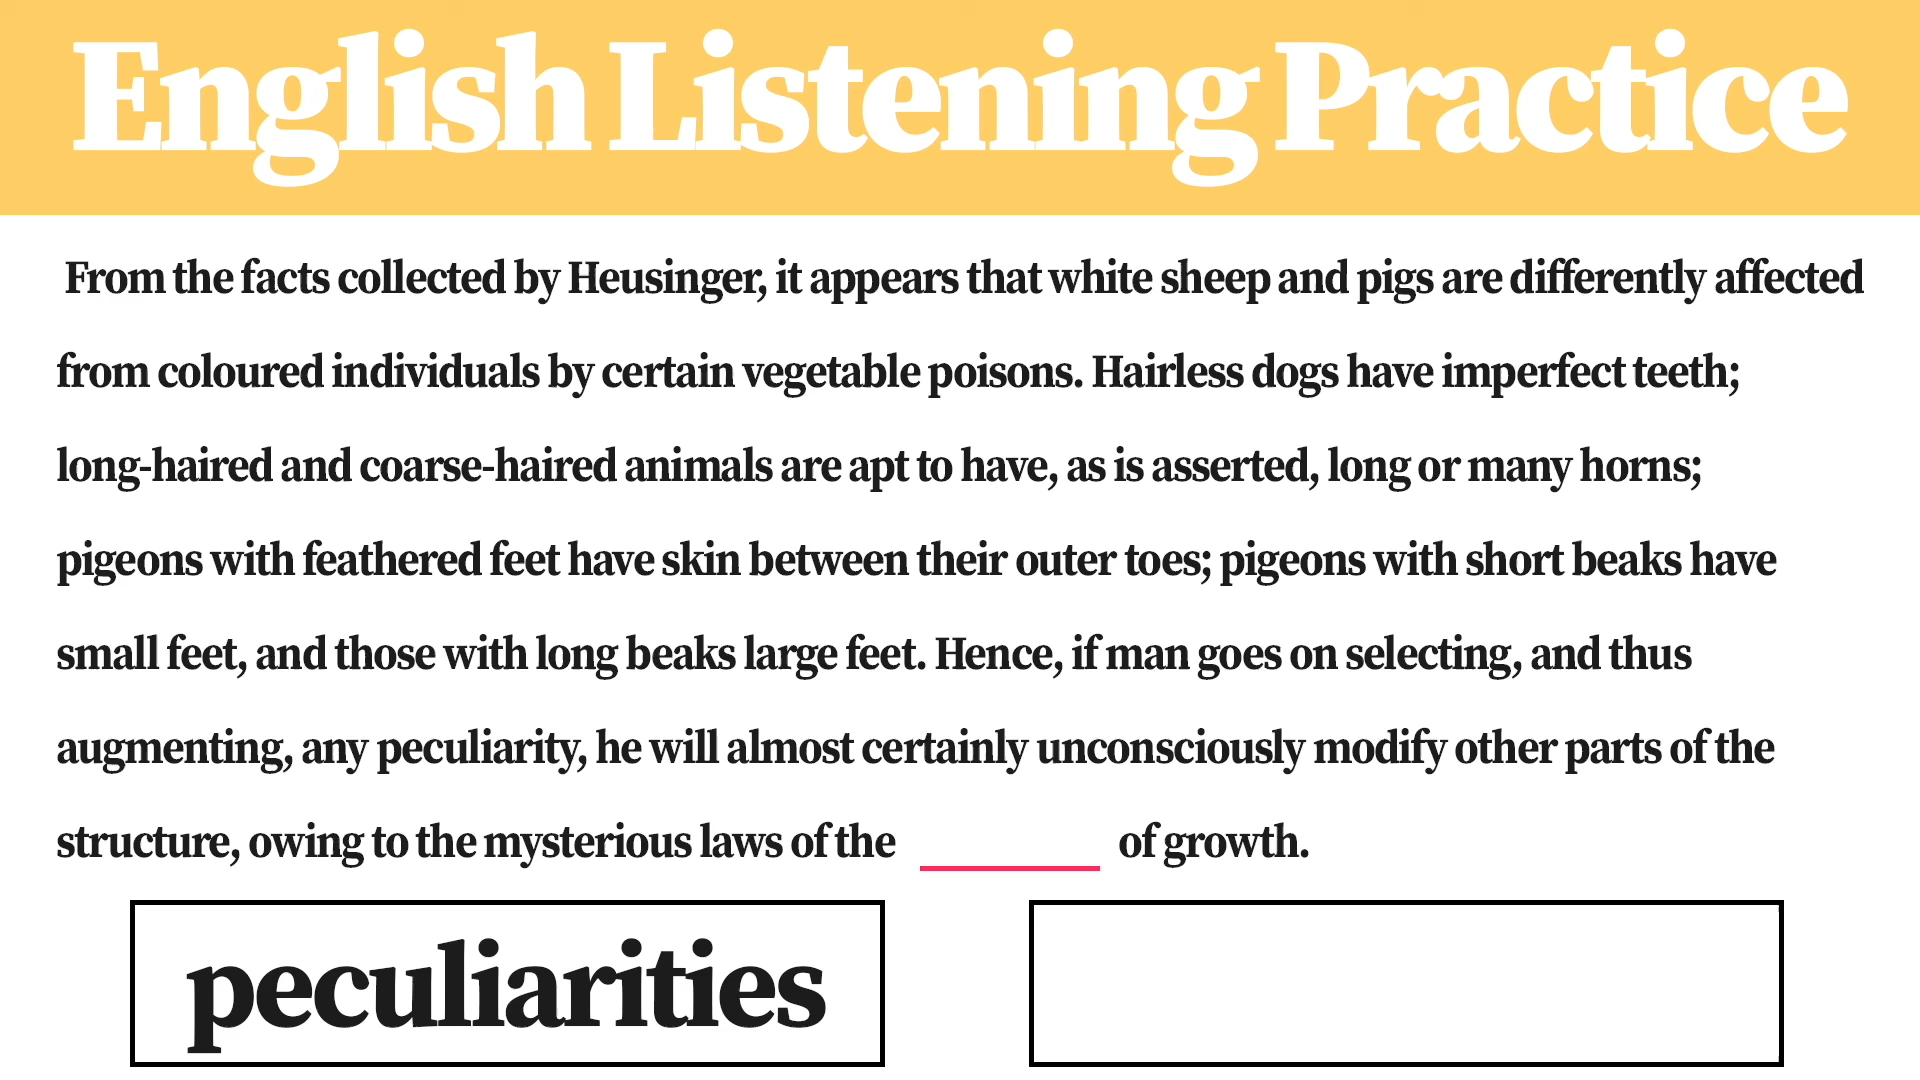 English Listening Practice
From the facts collected by Heusinger, it appears that white sheep and pigs are differently affected
from coloured individuals by certain vegetable poisons. Hairless dogs have imperfect teeth;
long-haired and coarse-haired animals are apt to have, as is asserted, long or many horns;
pigeons with feathered feet have skin between their outer toes; pigeons with short beaks have
small feet, and those with long beaks large feet. Hence, if man goes on selecting, and thus
augmenting, any peculiarity, he will almost certainly unconsciously modify other parts of the
structure, owing to the mysterious laws of the ______ of growth.
peculiarities